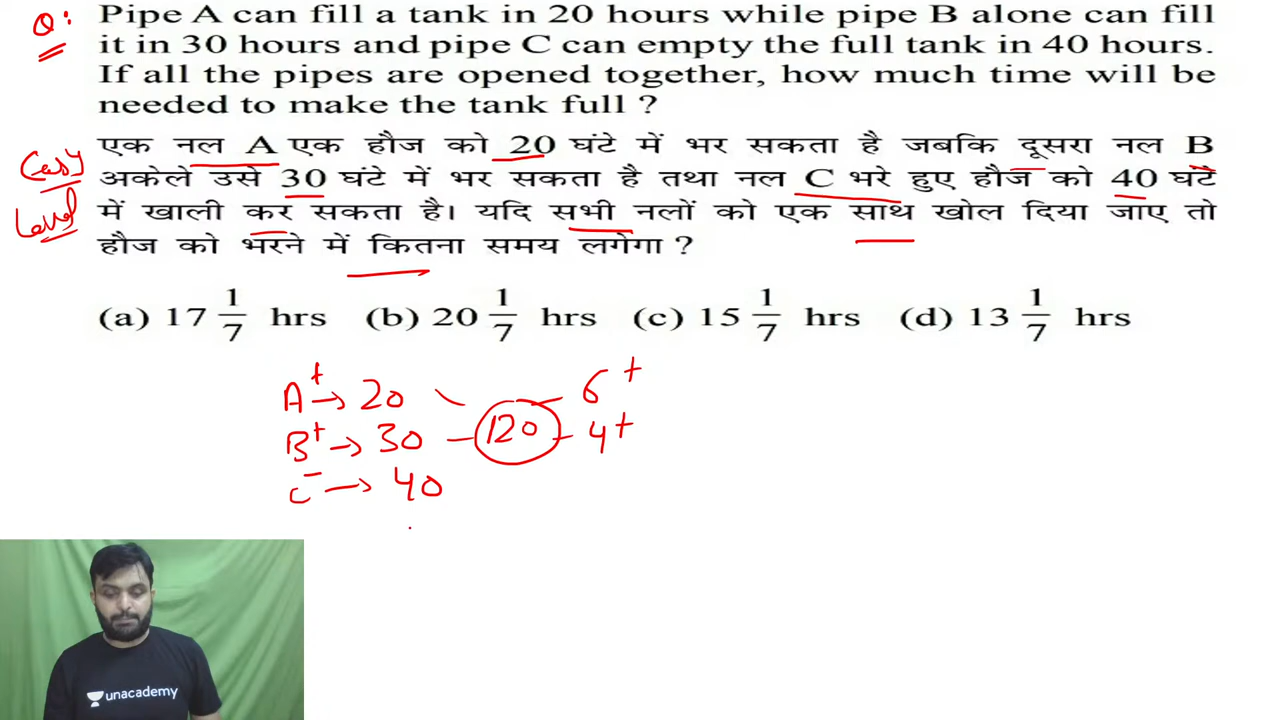 Q: Pipe A can fill a tank in 20 hours while pipe B alone can fill
it in 30 hours and pipe C can empty the full tank in 40 hours.
If all the pipes are opened together, how much time will be
needed to make the tank full ?
एक नल A एक हौज को 20 घंटे में भर सकता है जबकि दूसरा नल B
Easy अकेले उसे 30 घंटे में भर सकता है तथा नल C भरे हुए हौज को 40 घंटे
Level में खाली कर सकता है। यदि सभी नलों को एक साथ खोल दिया जाए तो
हौज को भरने में कितना समय लगेगा ?
(a) 17 1/7 hrs (b) 20 1/7 hrs (c) 15 1/7 hrs (d) 13 1/7 hrs
A+ → 20 6+
B+ → 30 120 4+
C- → 40
unacademy